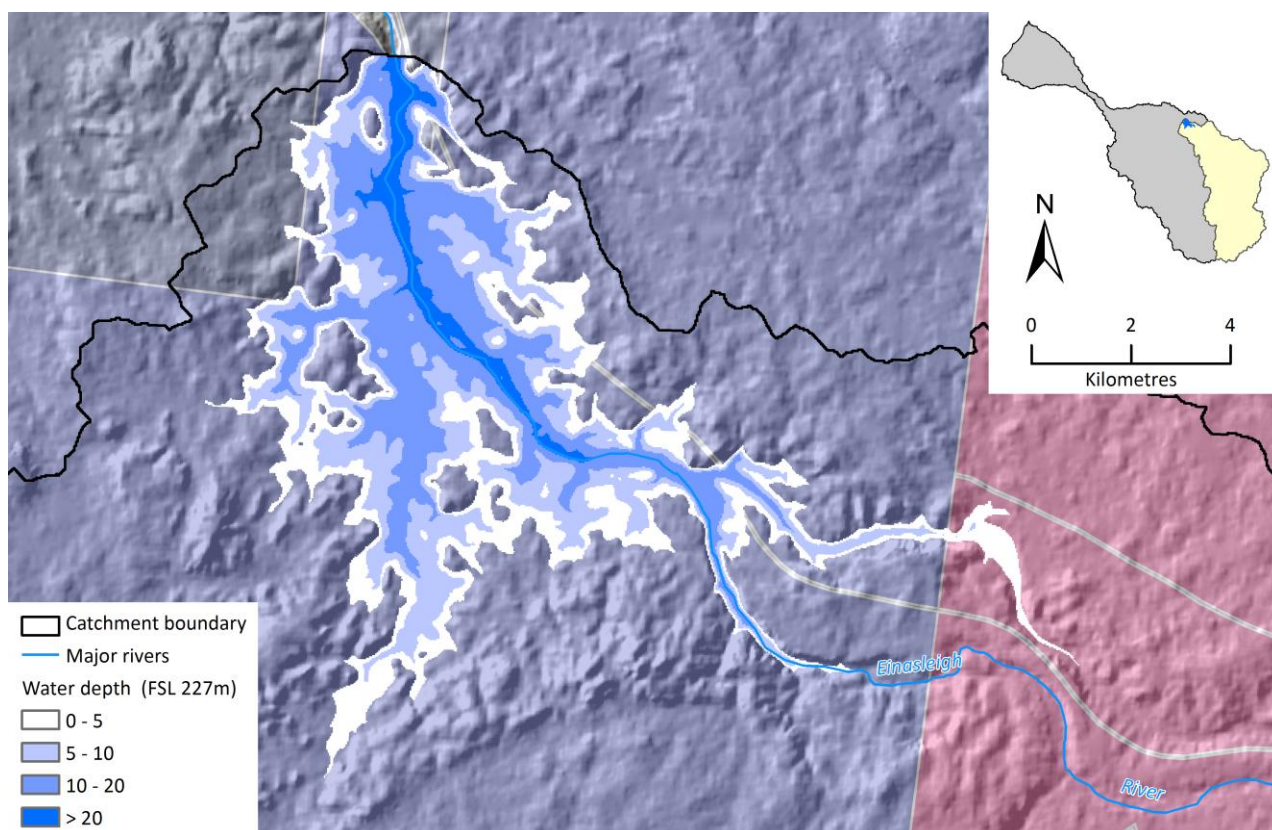 N
0 2 4
Kilometres
Einasleigh
River
Catchment boundary
Major rivers
Water depth (FSL 227m)
0 - 5
5 - 10
10 - 20
> 20